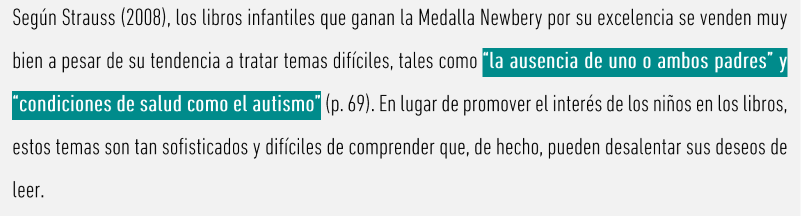 Según Strauss (2008), los libros infantiles que ganan la Medalla Newbery por su excelencia se venden muy
bien a pesar de su tendencia a tratar temas difíciles, tales como “la ausencia de uno o ambos padres” y
“condiciones de salud como el autismo” (p. 69). En lugar de promover el interés de los niños en los libros,
estos temas son tan sofisticados y difíciles de comprender que, de hecho, pueden desalentar sus deseos de
leer.